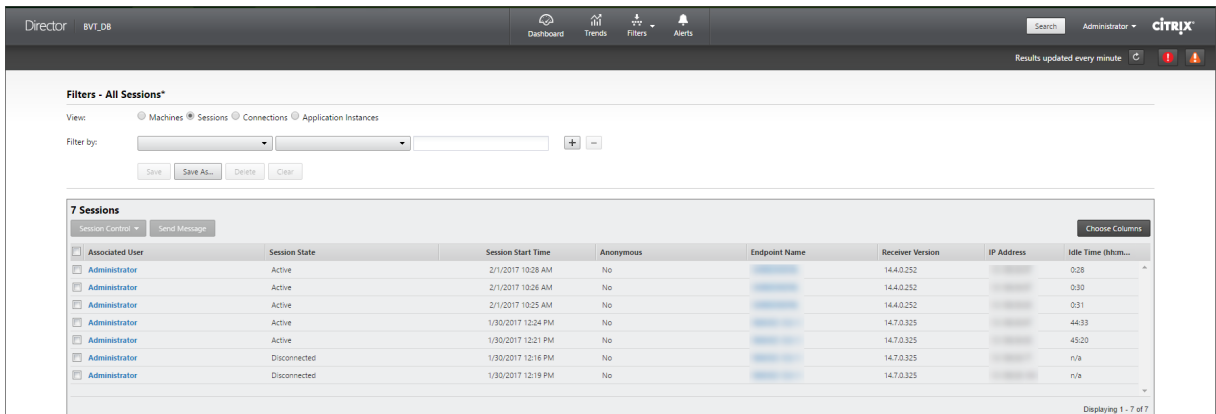 Director BVT_DB Dashboard Trends Filters Alerts Search Administrator CİTRIX
Results updated every minute
Filters - All Sessions*
View: Machines Sessions Connections Application Instances
Filter by: + -
Save Save As... Delete Clear
7 Sessions
Session Control Send Message Choose Columns
Associated User Session State Session Start Time Anonymous Endpoint Name Receiver Version IP Address Idle Time (hh:m...
Administrator Active 2/1/2017 10:28 AM No 14.4.0.252 0:28
Administrator Active 2/1/2017 10:26 AM No 14.4.0.252 0:30
Administrator Active 2/1/2017 10:25 AM No 14.4.0.252 0:31
Administrator Active 1/30/2017 12:24 PM No 14.7.0.325 44:33
Administrator Active 1/30/2017 12:21 PM No 14.7.0.325 45:20
Administrator Disconnected 1/30/2017 12:16 PM No 14.7.0.325 n/a
Administrator Disconnected 1/30/2017 12:19 PM No 14.7.0.325 n/a
Displaying 1 - 7 of 7